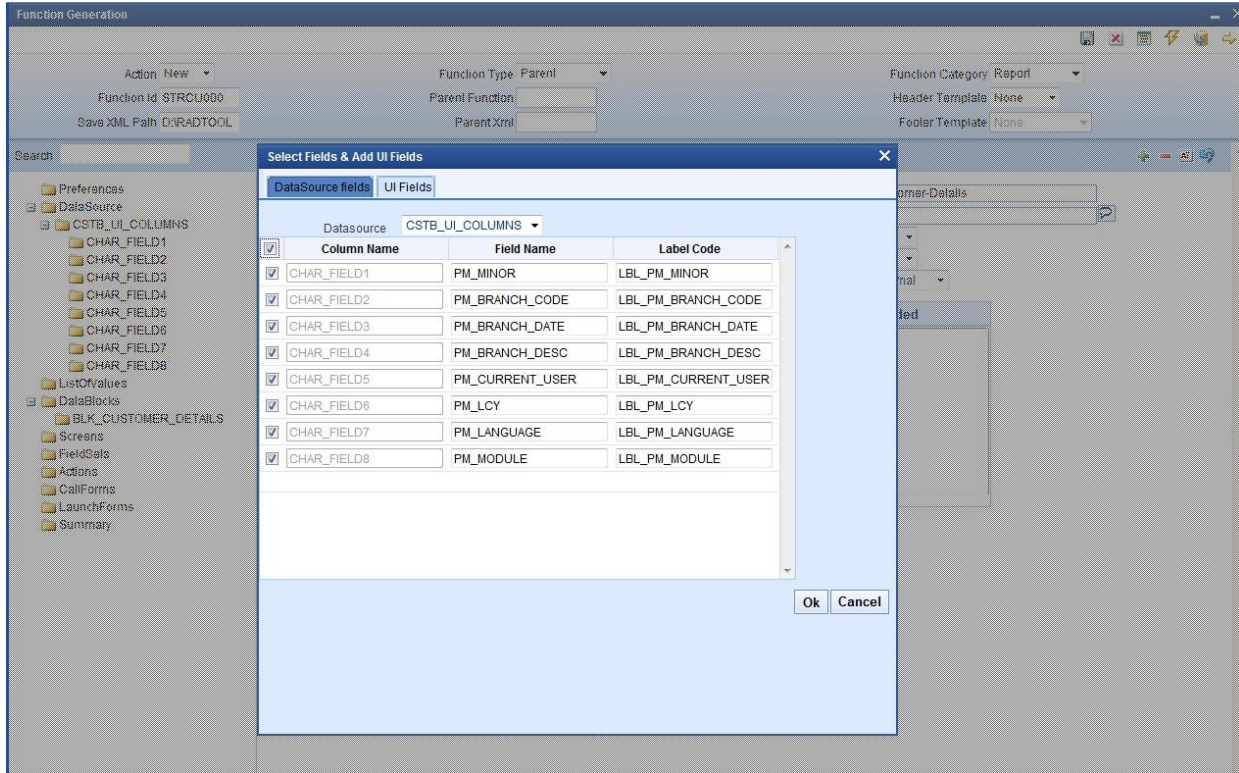 Function Generation
Action New Function Type Parent Function Category Report
Function Id STRCU000 Parent Function Header Template None
Save XML Path D:\RADTOOL Parent Xml Footer Template None
Search
Preferences
DataSource
CSTB_UI_COLUMNS
CHAR_FIELD1
CHAR_FIELD2
CHAR_FIELD3
CHAR_FIELD4
CHAR_FIELD5
CHAR_FIELD6
CHAR_FIELD7
CHAR_FIELD8
ListOfValues
DataBlocks
BLK_CUSTOMER_DETAILS
Screens
FieldSets
Actions
CallForms
LaunchForms
Summary
Select Fields & Add UI Fields
DataSource fields UI Fields
Datasource CSTB_UI_COLUMNS
Column Name Field Name Label Code
CHAR_FIELD1 PM_MINOR LBL_PM_MINOR
CHAR_FIELD2 PM_BRANCH_CODE LBL_PM_BRANCH_CODE
CHAR_FIELD3 PM_BRANCH_DATE LBL_PM_BRANCH_DATE
CHAR_FIELD4 PM_BRANCH_DESC LBL_PM_BRANCH_DESC
CHAR_FIELD5 PM_CURRENT_USER LBL_PM_CURRENT_USER
CHAR_FIELD6 PM_LCY LBL_PM_LCY
CHAR_FIELD7 PM_LANGUAGE LBL_PM_LANGUAGE
CHAR_FIELD8 PM_MODULE LBL_PM_MODULE
Ok Cancel
omer-Details
mal
ded